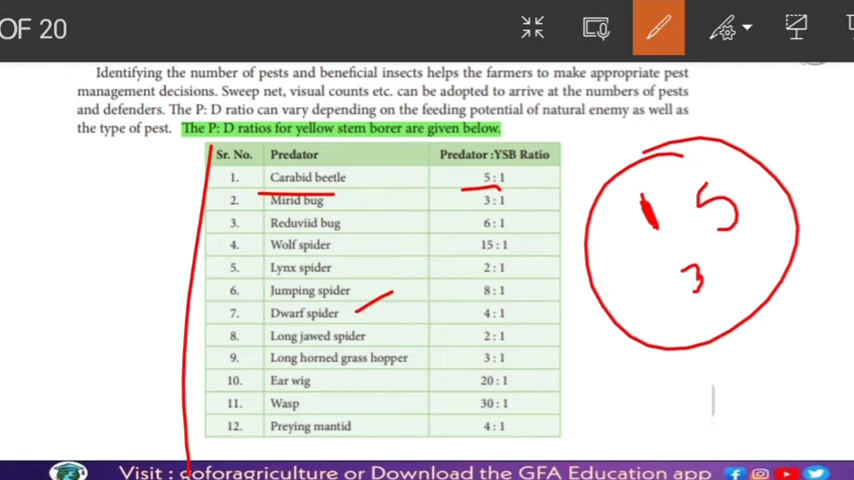 OF 20
Identifying the number of pests and beneficial insects helps the farmers to make appropriate pest
management decisions. Sweep net, visual counts etc. can be adopted to arrive at the numbers of pests
and defenders. The P: D ratio can vary depending on the feeding potential of natural enemy as well as
the type of pest. The P: D ratios for yellow stem borer are given below.
Sr. No. Predator Predator :YSB Ratio
1. Carabid beetle 5 : 1
2. Mirid bug 3 : 1
3. Reduviid bug 6 : 1
4. Wolf spider 15 : 1
5. Lynx spider 2 : 1
6. Jumping spider 8 : 1
7. Dwarf spider 4 : 1
8. Long jawed spider 2 : 1
9. Long horned grass hopper 3 : 1
10. Ear wig 20 : 1
11. Wasp 30 : 1
12. Preying mantid 4 : 1
1 5
3
Visit : goforagriculture or Download the GFA Education app